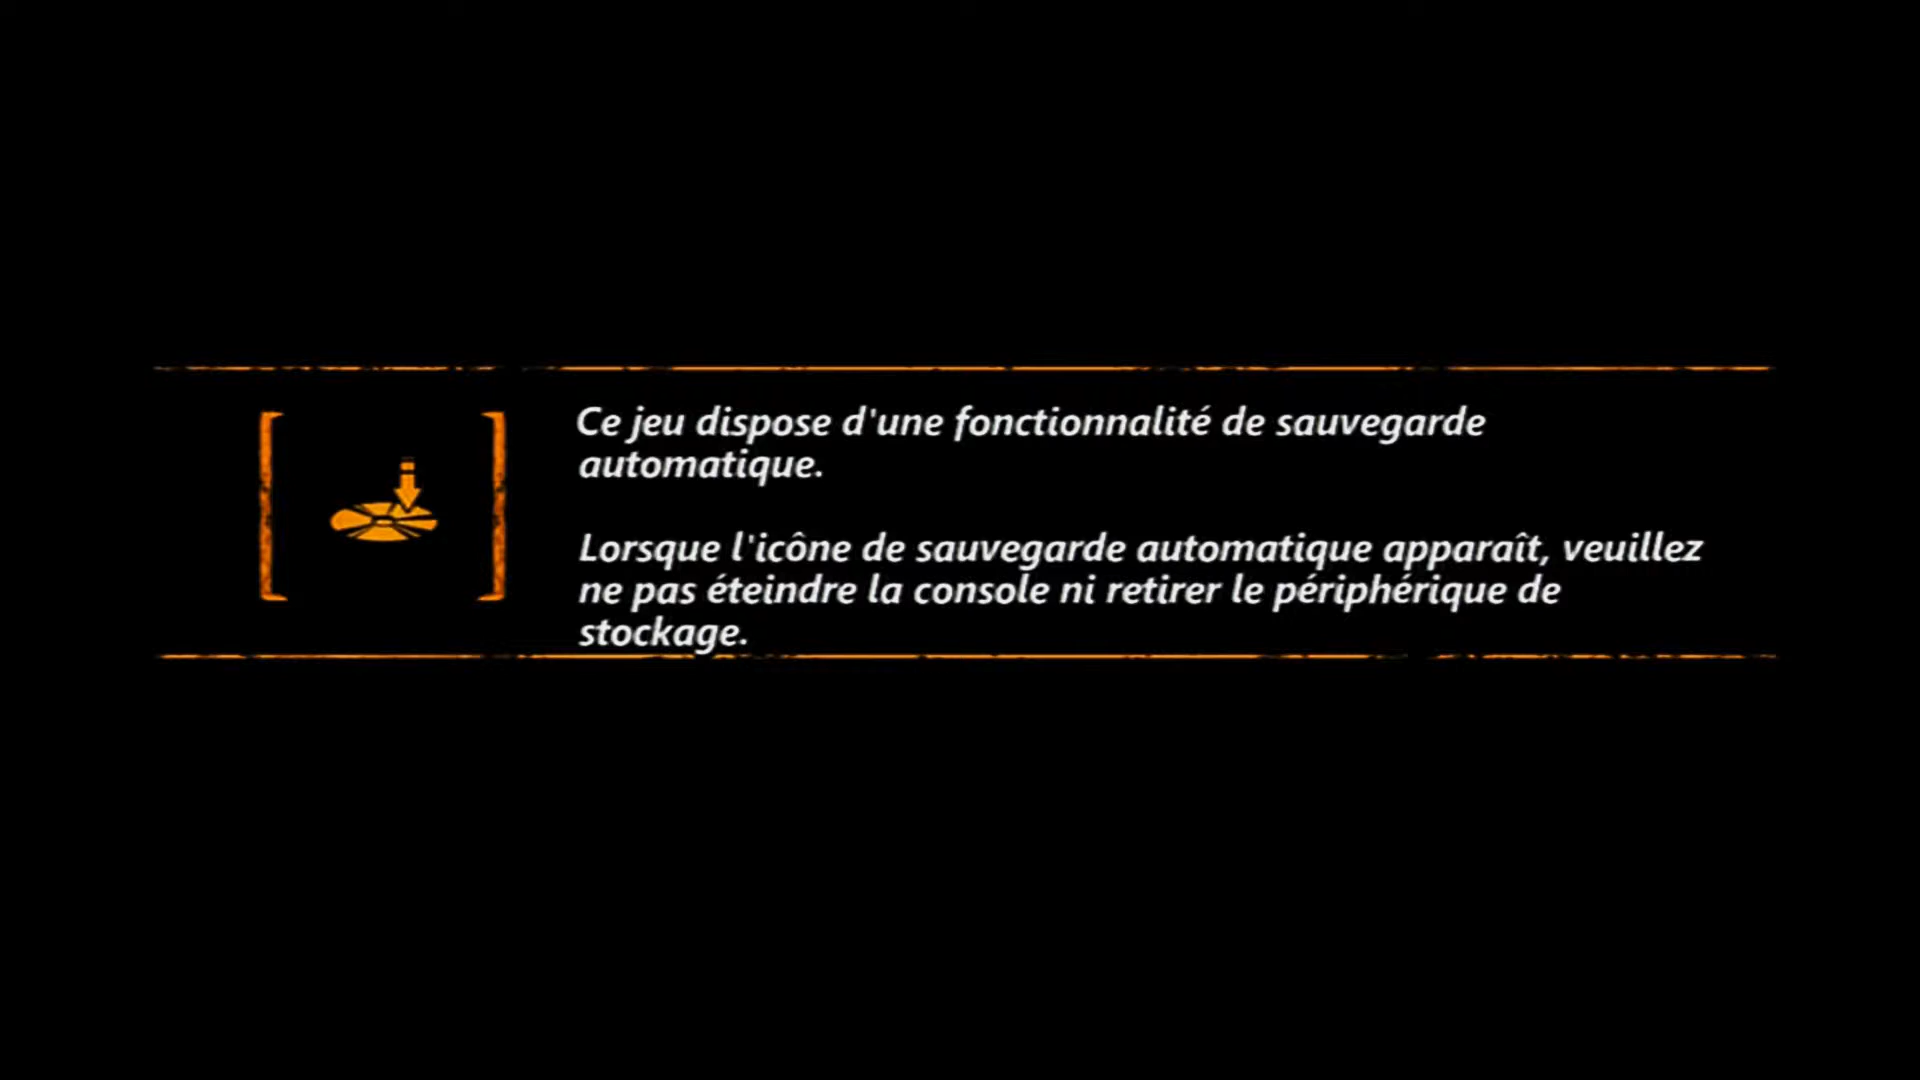 Ce jeu dispose d'une fonctionnalité de sauvegarde
automatique.
Lorsque l'icône de sauvegarde automatique apparaît, veuillez
ne pas éteindre la console ni retirer le périphérique de
stockage.